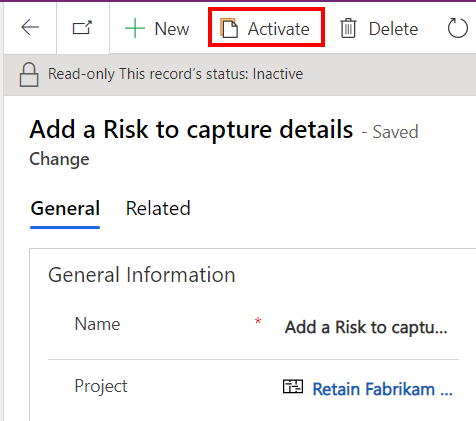 New Activate Delete
Read-only This record's status: Inactive
Add a Risk to capture details - Saved
Change
General Related
General Information
Name * Add a Risk to captu...
Project Retain Fabrikam ...